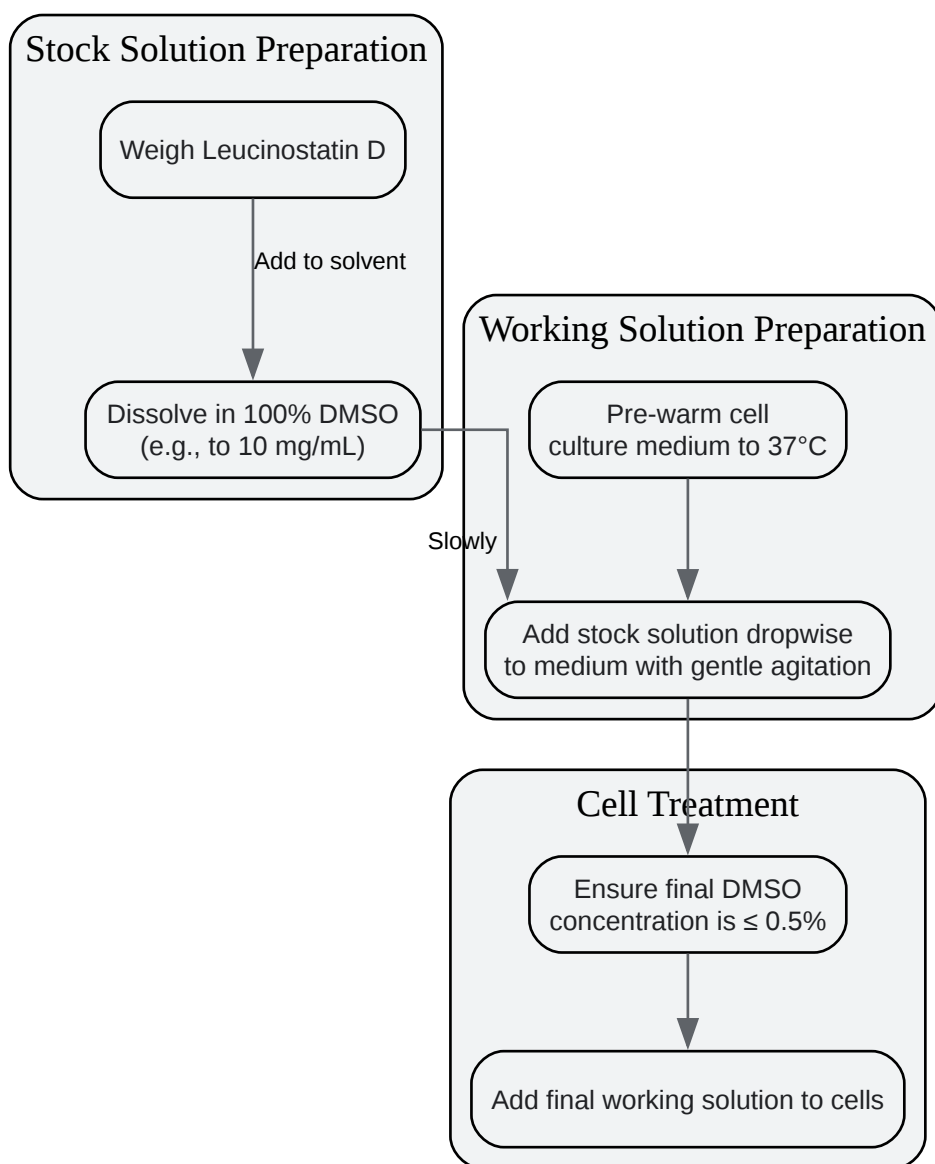 Stock Solution Preparation
Weigh Leucinostatin D
Add to solvent
Dissolve in 100% DMSO
(e.g., to 10 mg/mL)
Working Solution Preparation
Pre-warm cell
culture medium to 37°C
Slowly
Add stock solution dropwise
to medium with gentle agitation
Cell Treatment
Ensure final DMSO
concentration is ≤ 0.5%
Add final working solution to cells